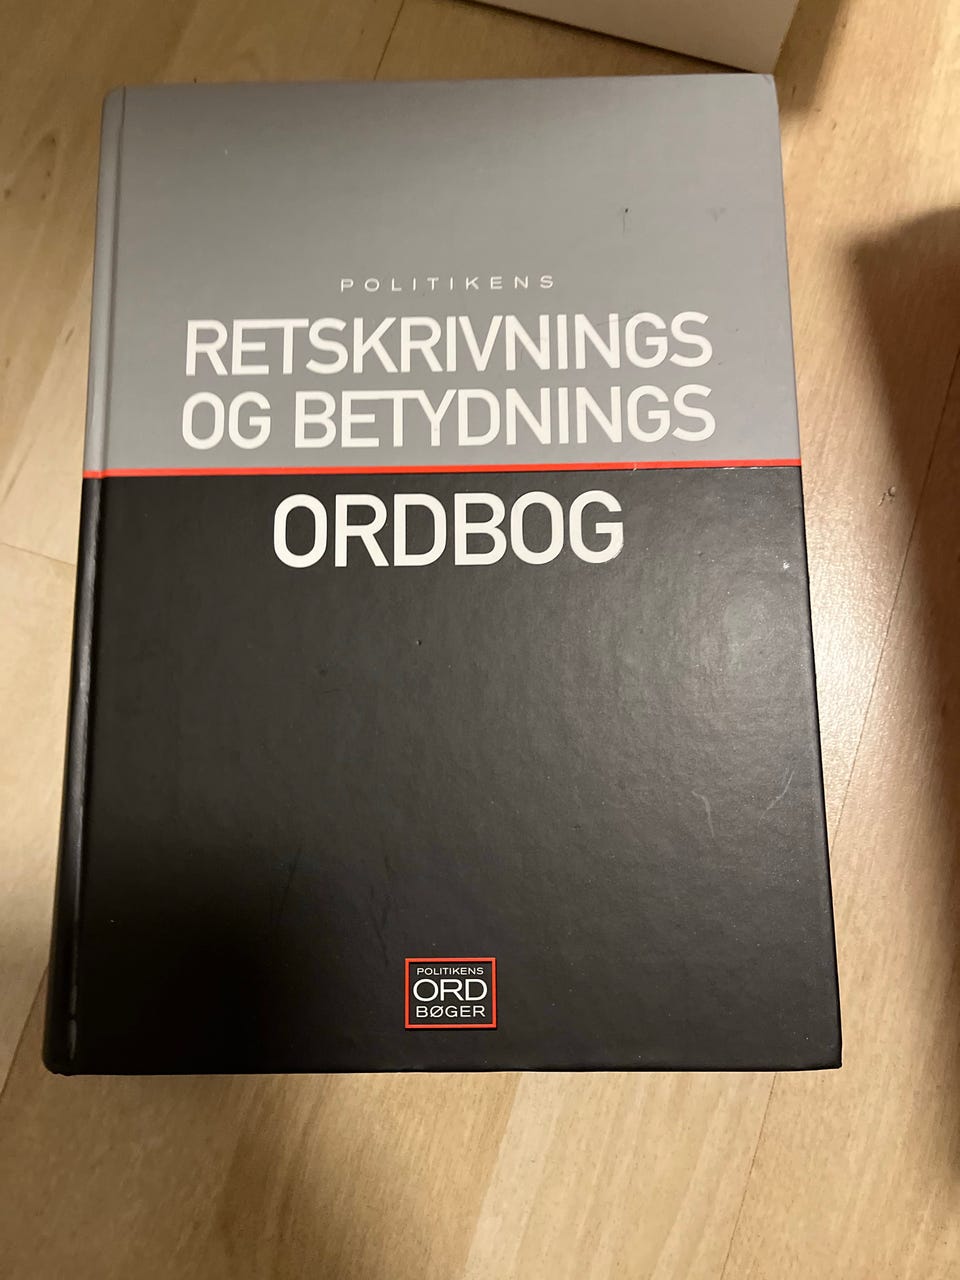 POLITIKENS
RETSKRIVNINGS
OG BETYDNINGS
ORDBOG
POLITIKENS
ORD
BØGER